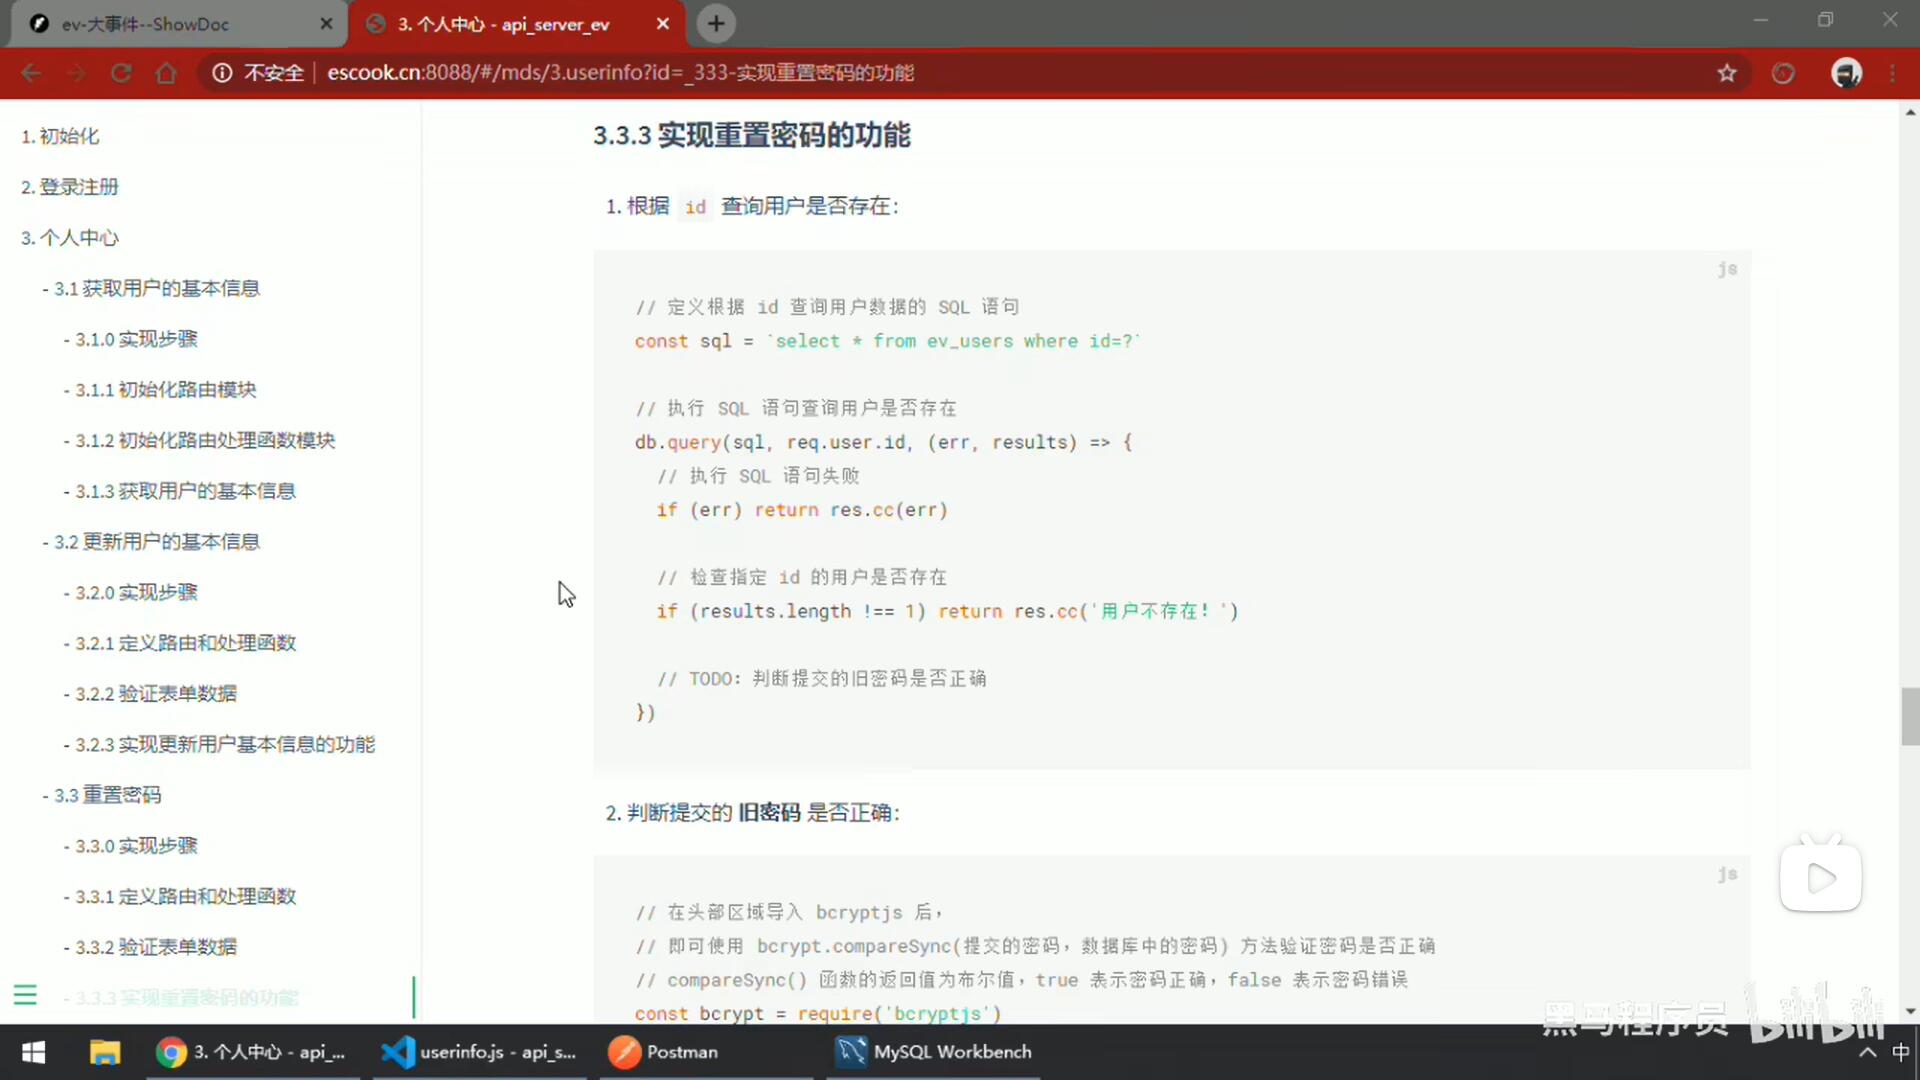 ev-大事件--ShowDoc
3. 个人中心 - api_server_ev
不安全
escook.cn:8088/#/mds/3.userinfo?id=_333-实现重置密码的功能
1. 初始化
2. 登录注册
3. 个人中心
- 3.1 获取用户的基本信息
- 3.1.0 实现步骤
- 3.1.1 初始化路由模块
- 3.1.2 初始化路由处理函数模块
- 3.1.3 获取用户的基本信息
- 3.2 更新用户的基本信息
- 3.2.0 实现步骤
- 3.2.1 定义路由和处理函数
- 3.2.2 验证表单数据
- 3.2.3 实现更新用户基本信息的功能
- 3.3 重置密码
- 3.3.0 实现步骤
- 3.3.1 定义路由和处理函数
- 3.3.2 验证表单数据
- 3.3.3 实现重置密码的功能
3.3.3 实现重置密码的功能
1. 根据 id 查询用户是否存在：
js
// 定义根据 id 查询用户数据的 SQL 语句
const sql = `select * from ev_users where id=?`
// 执行 SQL 语句查询用户是否存在
db.query(sql, req.user.id, (err, results) => {
// 执行 SQL 语句失败
if (err) return res.cc(err)
// 检查指定 id 的用户是否存在
if (results.length !== 1) return res.cc('用户不存在！')
// TODO：判断提交的旧密码是否正确
})
2. 判断提交的 旧密码 是否正确：
js
// 在头部区域导入 bcryptjs 后，
// 即可使用 bcrypt.compareSync(提交的密码，数据库中的密码) 方法验证密码是否正确
// compareSync() 函数的返回值为布尔值，true 表示密码正确，false 表示密码错误
const bcrypt = require('bcryptjs')
黑马程序员 bilibili
3. 个人中心 - api_...
userinfo.js - api_s...
Postman
MySQL Workbench
中